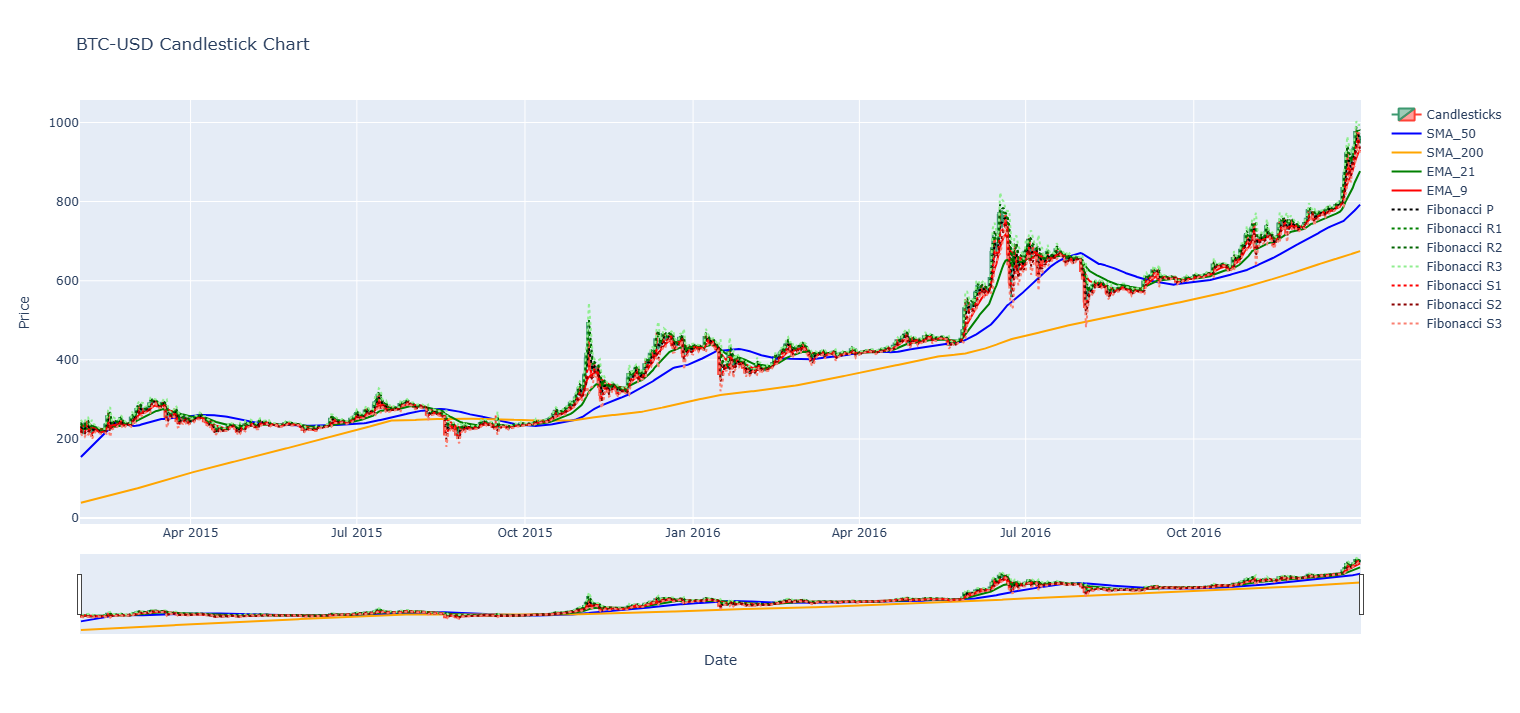 BTC-USD Candlestick Chart
Price
1000
800
600
400
200
0
Apr 2015
Jul 2015
Oct 2015
Jan 2016
Apr 2016
Jul 2016
Oct 2016
Date
Candlesticks
SMA_50
SMA_200
EMA_21
EMA_9
Fibonacci P
Fibonacci R1
Fibonacci R2
Fibonacci R3
Fibonacci S1
Fibonacci S2
Fibonacci S3